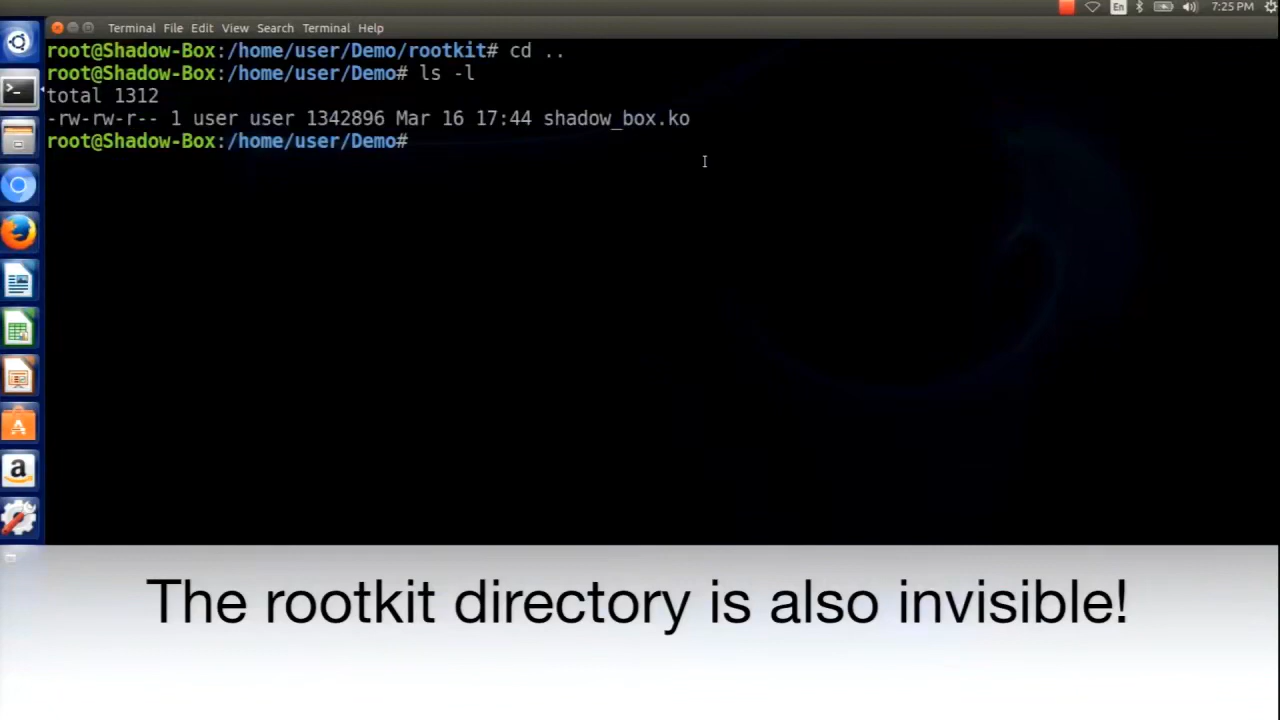 En
7:25 PM
Terminal File Edit View Search Terminal Help
root@Shadow-Box:/home/user/Demo/rootkit# cd ..
root@Shadow-Box:/home/user/Demo# ls -l
total 1312
-rw-rw-r-- 1 user user 1342896 Mar 16 17:44 shadow_box.ko
root@Shadow-Box:/home/user/Demo#
The rootkit directory is also invisible!